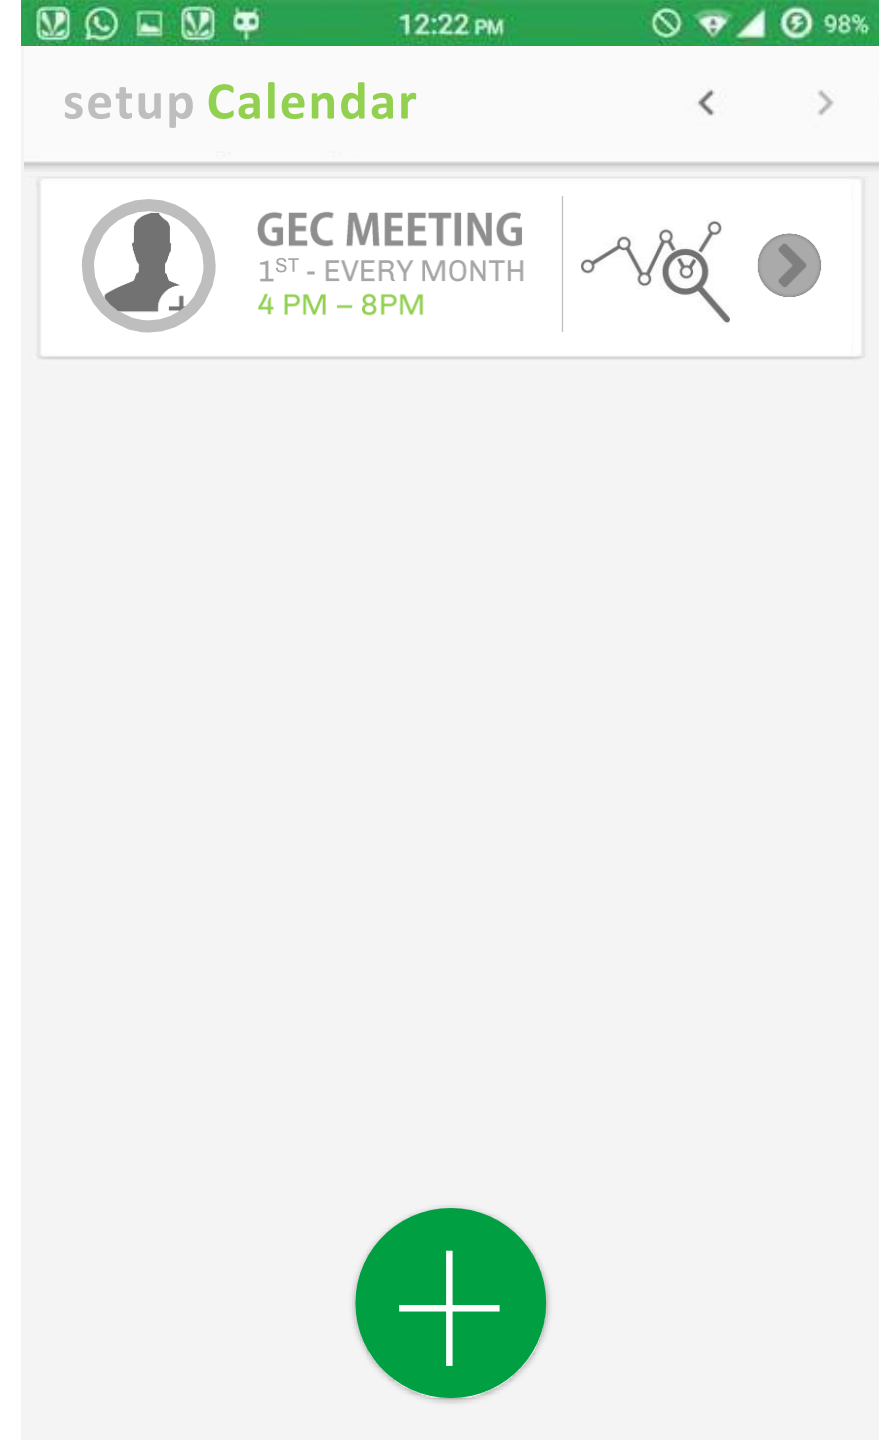 12:22 PM 98%
setup Calendar
GEC MEETING
1ST - EVERY MONTH
4 PM – 8PM